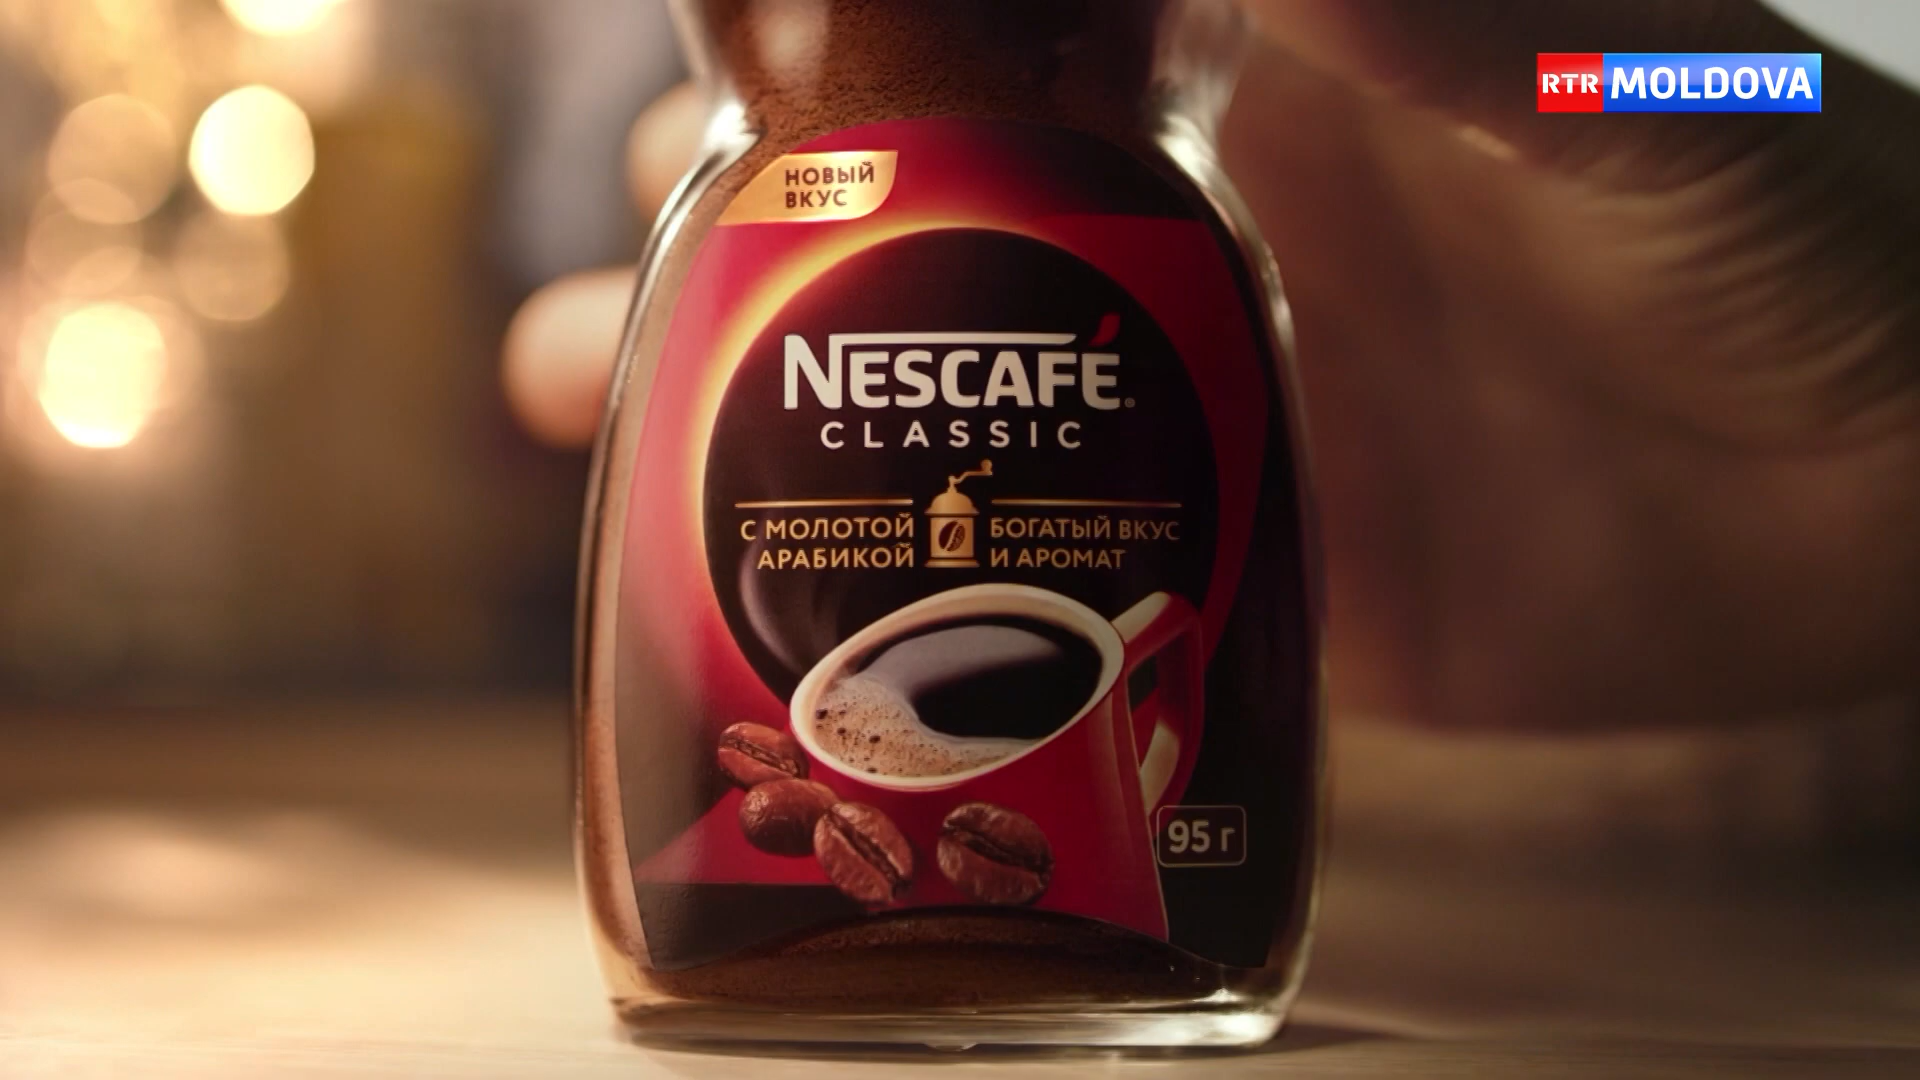 RTR MOLDOVA
НОВЫЙ
ВКУС
NESCAFÉ®
CLASSIC
С МОЛОТОЙ
АРАБИКОЙ
БОГАТЫЙ ВКУС
И АРОМАТ
95 г